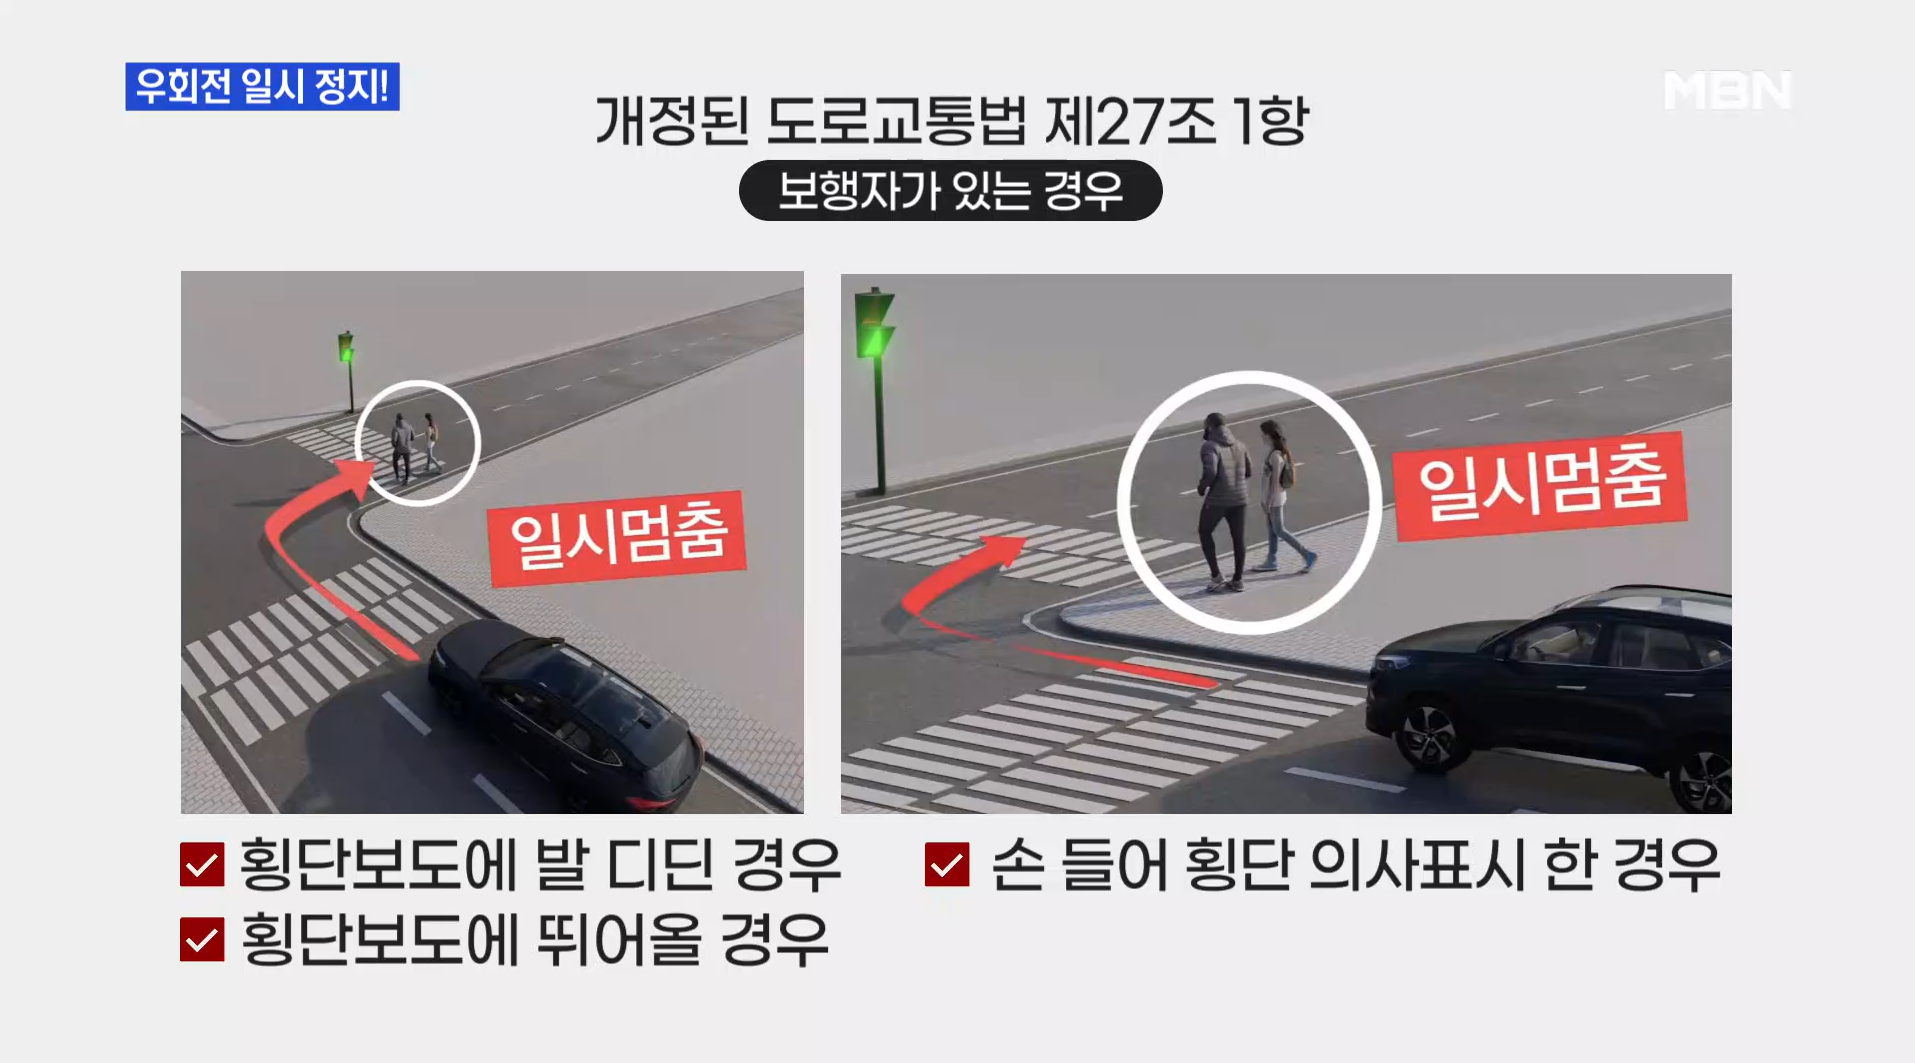 우회전 일시 정지!
MBN
개정된 도로교통법 제27조 1항
보행자가 있는 경우
일시멈춤
일시멈춤
횡단보도에 발 디딘 경우
횡단보도에 뛰어올 경우
손 들어 횡단 의사표시 한 경우